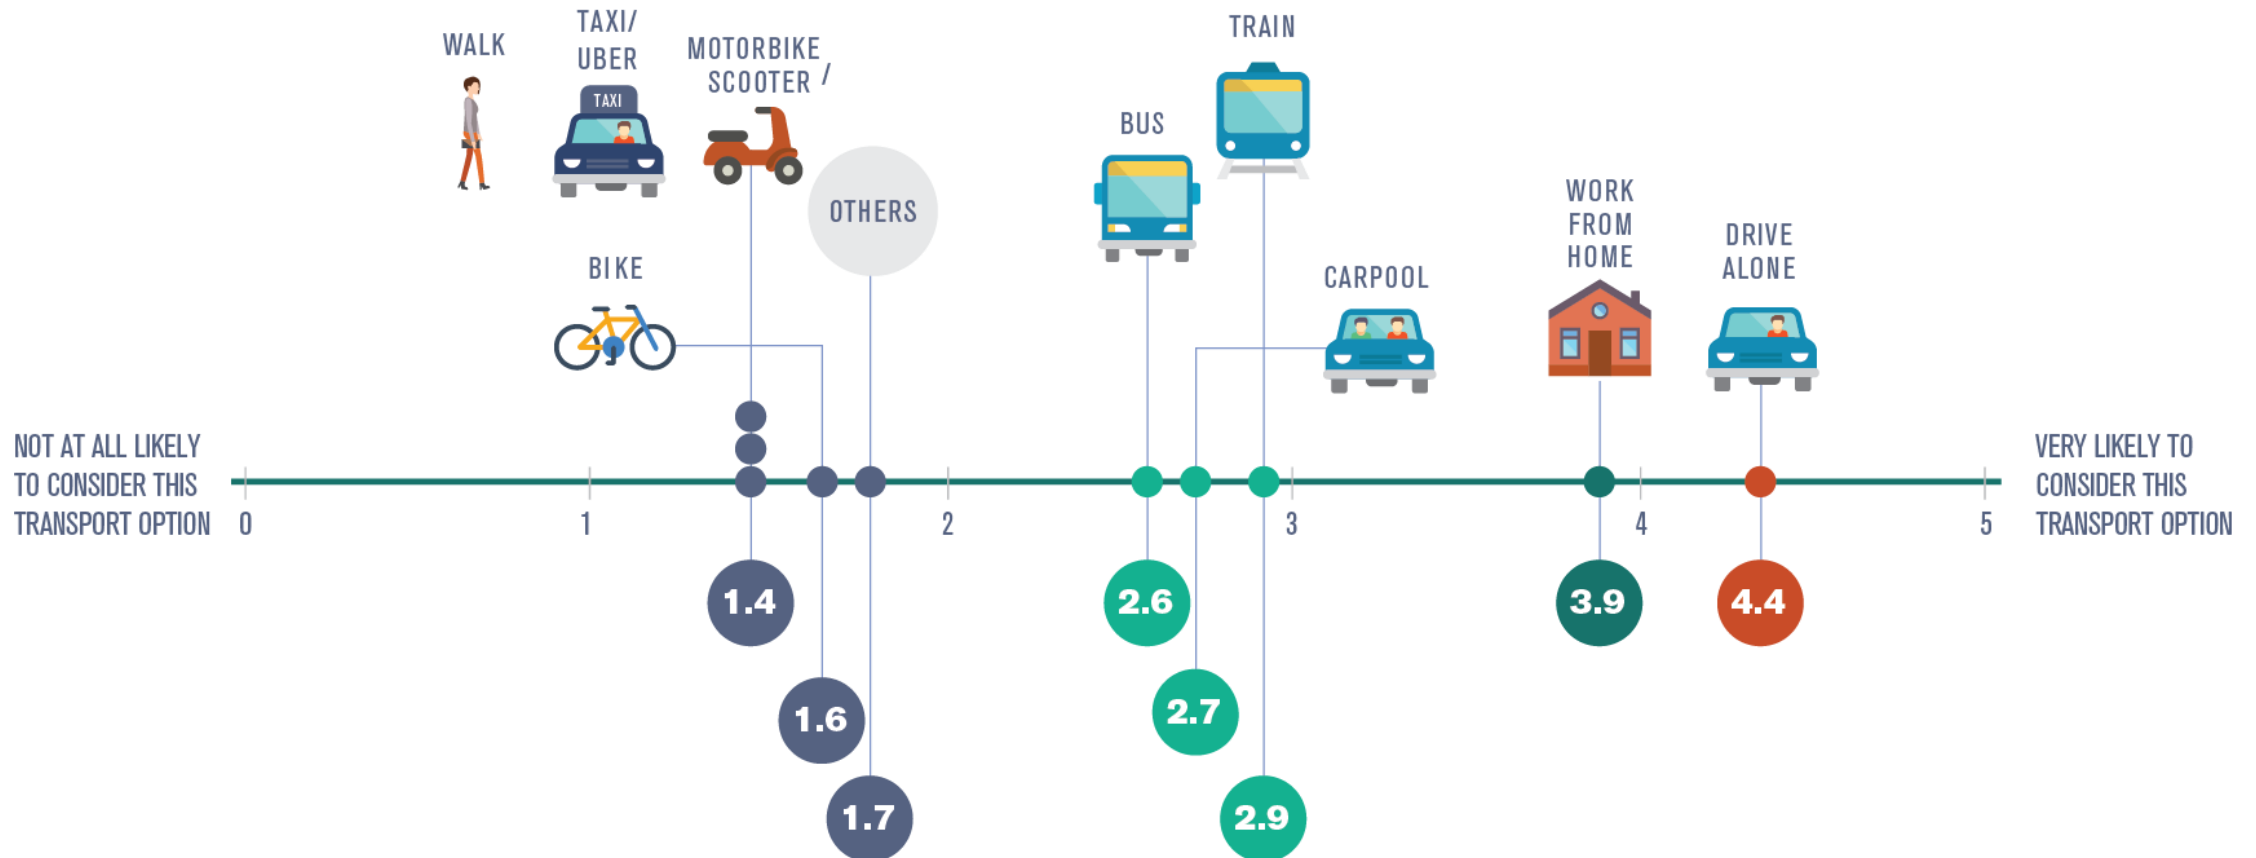 WALK
TAXI/
UBER
TAXI
MOTORBIKE
SCOOTER /
OTHERS
BIKE
BUS
TRAIN
CARPOOL
WORK
FROM
HOME
DRIVE
ALONE
NOT AT ALL LIKELY
TO CONSIDER THIS
TRANSPORT OPTION
0
1
2
3
4
5
VERY LIKELY TO
CONSIDER THIS
TRANSPORT OPTION
1.4
1.6
1.7
2.6
2.7
2.9
3.9
4.4